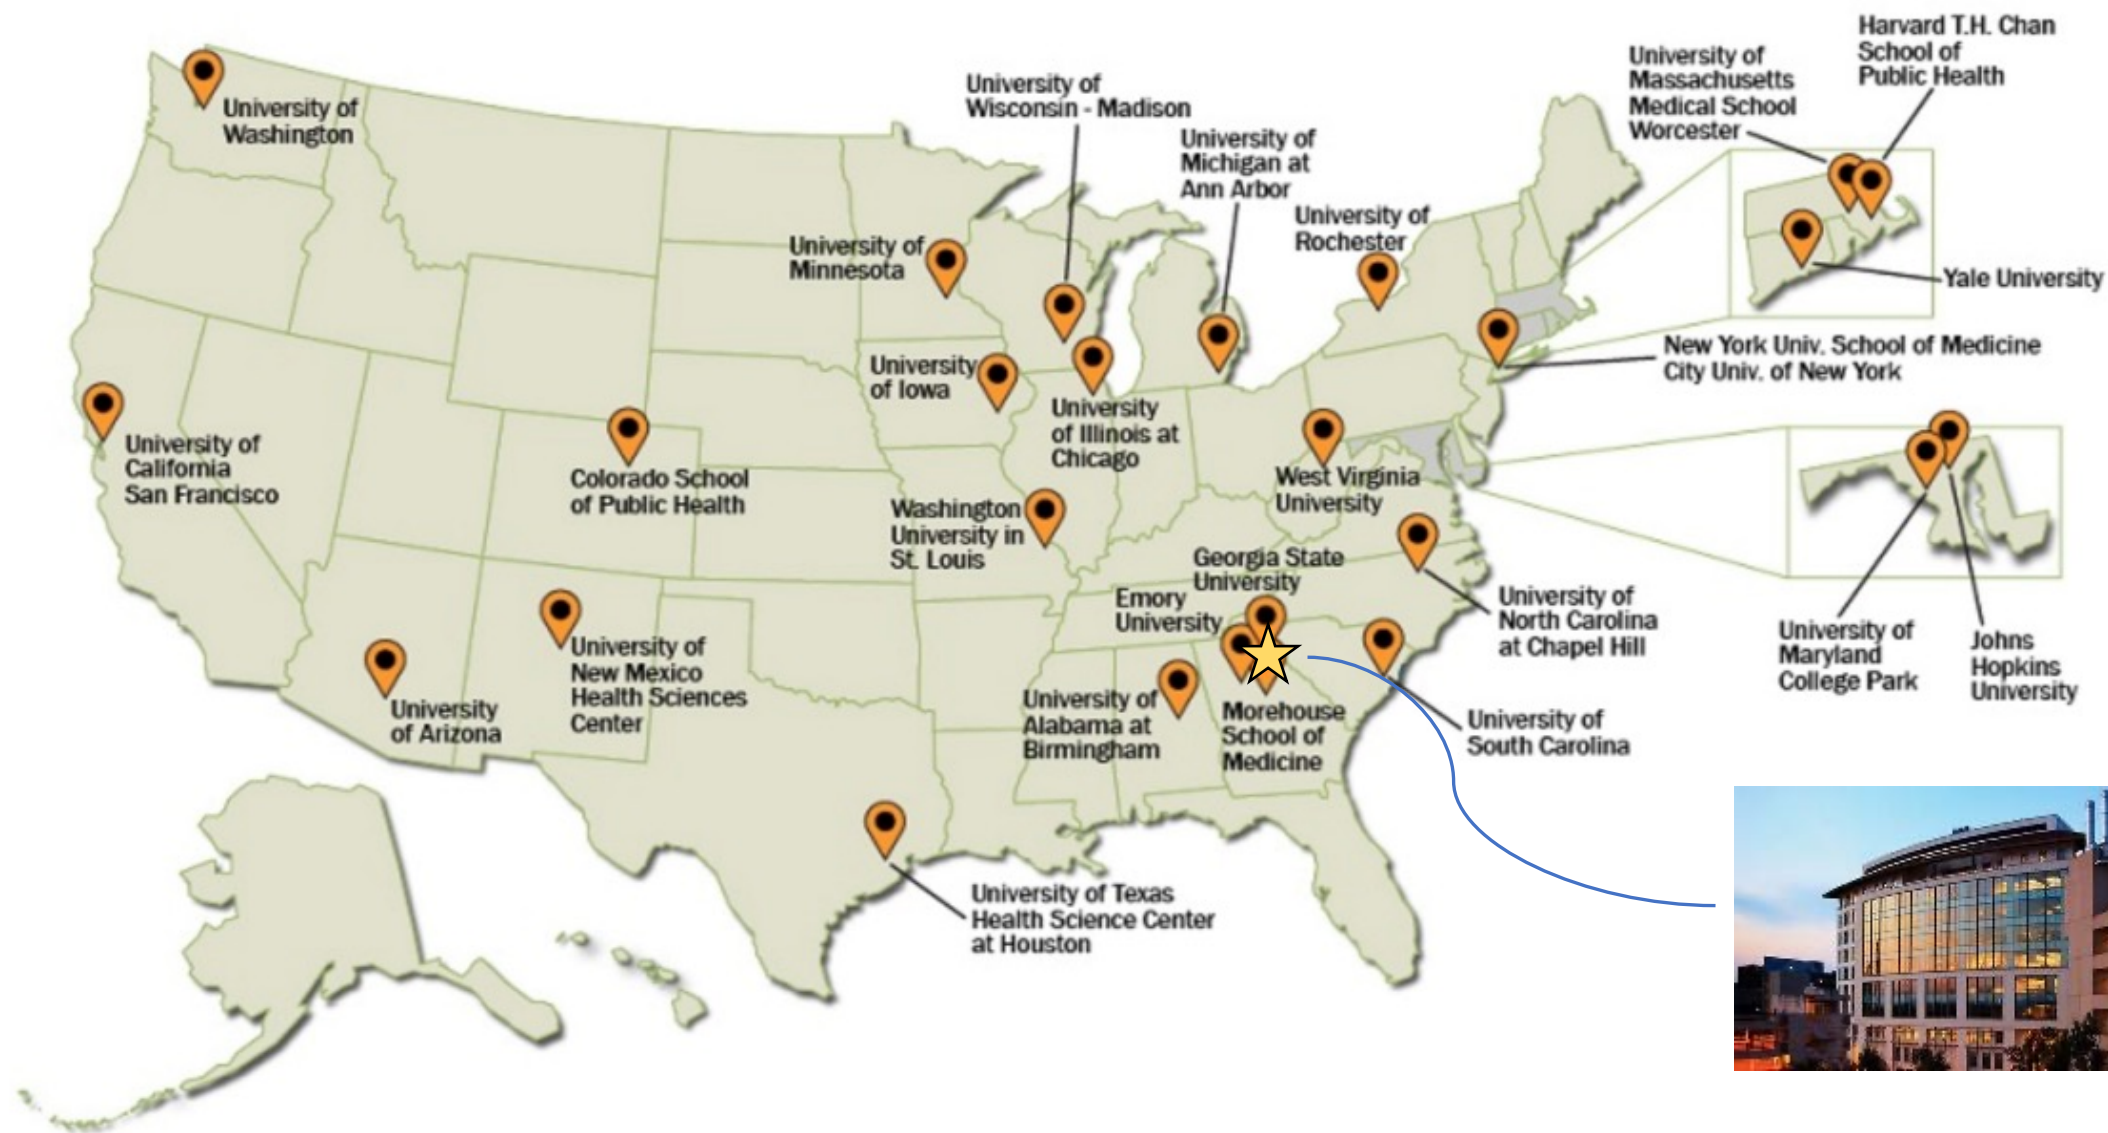 University of
Washington
University of
California
San Francisco
University
of Arizona
Colorado School
of Public Health
University of
New Mexico
Health Sciences
Center
University of
Minnesota
University
of Iowa
Washington
University in
St. Louis
University of Texas
Health Science Center
at Houston
University of
Wisconsin - Madison
University
of Illinois at
Chicago
University of
Michigan at
Ann Arbor
University of
Rochester
West Virginia
University
Georgia State
University
Emory
University
University of
Alabama at
Birmingham
Morehouse
School of
Medicine
University of
South Carolina
University of
North Carolina
at Chapel Hill
University of
Massachusetts
Medical School
Worcester
Harvard T.H. Chan
School of
Public Health
Yale University
New York Univ. School of Medicine
City Univ. of New York
University of
Maryland
College Park
Johns
Hopkins
University